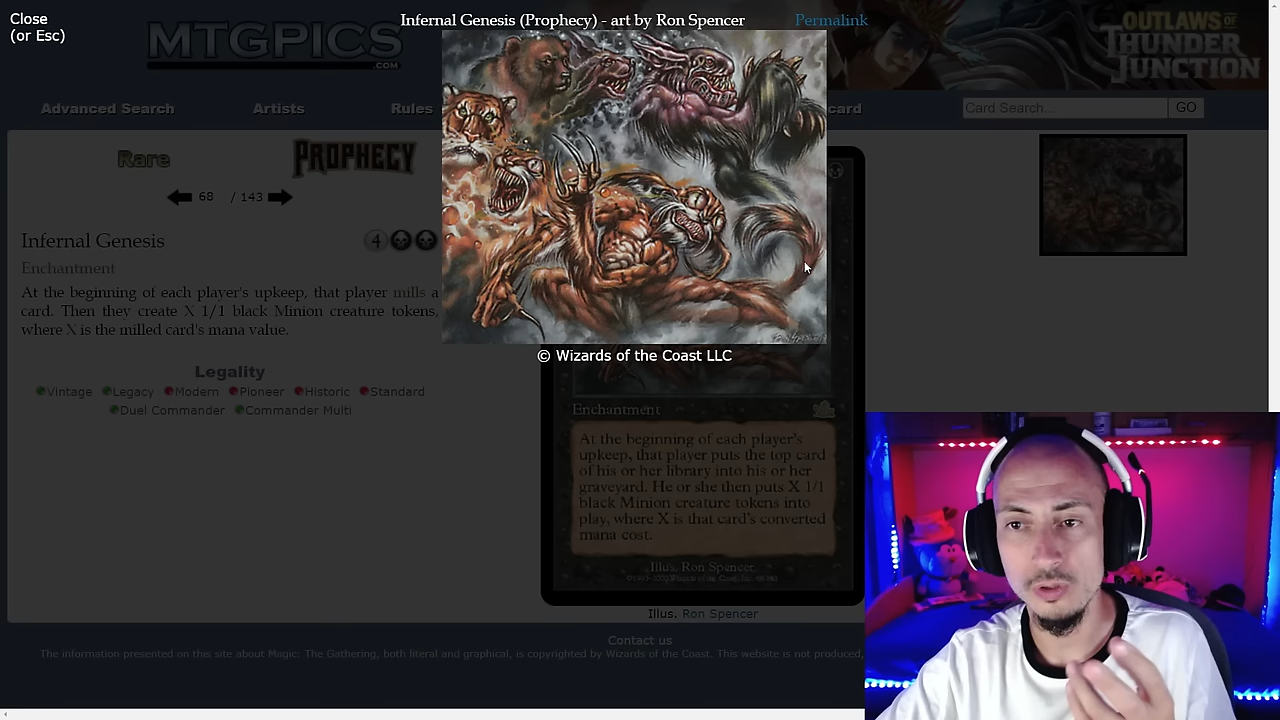 Close
(or Esc)
Infernal Genesis (Prophecy) - art by Ron Spencer
Permalink
MTGPICS
.COM
OUTLAWS OF
THUNDER
JUNCTION
Advanced Search
Artists
Rules
card
Card Search...
GO
Rare
PROPHECY
68 / 143
Infernal Genesis
4
Enchantment
At the beginning of each player's upkeep, that player mills a
card. Then they create X 1/1 black Minion creature tokens,
where X is the milled card's mana value.
Legality
Vintage Legacy Modern Pioneer Historic Standard
Duel Commander Commander Multi
© Wizards of the Coast LLC
Enchantment
At the beginning of each player's
upkeep, that player puts the top card
of his or her library into his or her
graveyard. He or she then puts X 1/1
black Minion creature tokens into
play, where X is that card's converted
mana cost.
Illus. Ron Spencer
Illus. Ron Spencer
Contact us
The information presented on this site about Magic: The Gathering, both literal and graphical, is copyrighted by Wizards of the Coast. This website is not produced,